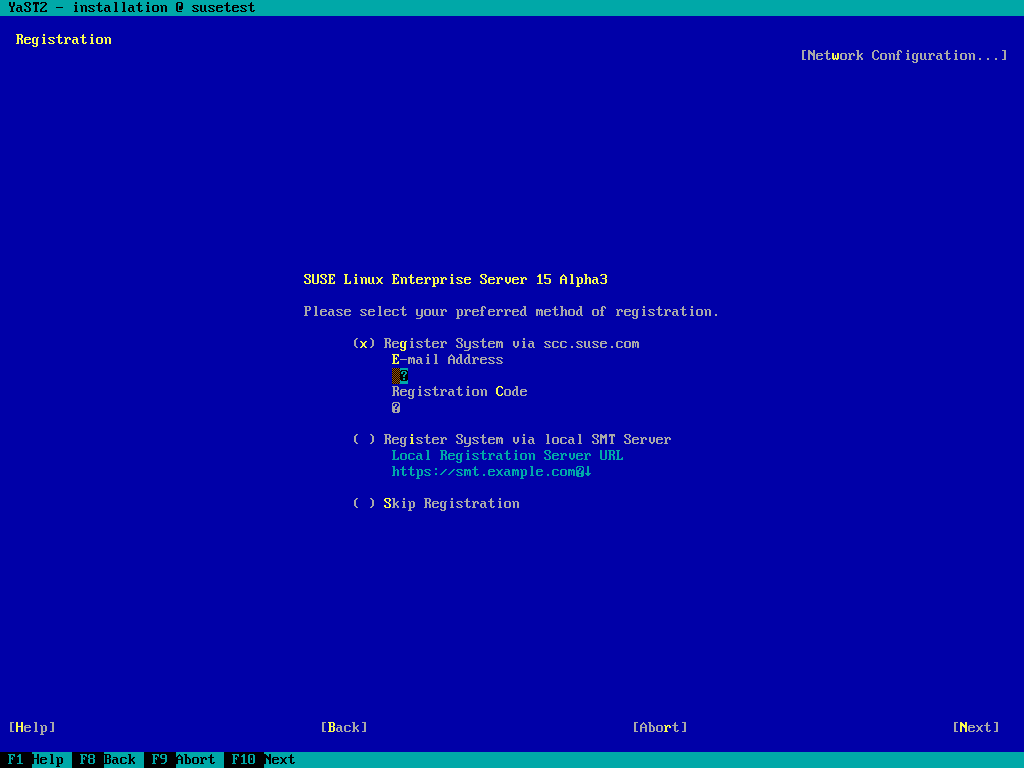 YaST2 - installation @ susetest
Registration
[Network Configuration...]
SUSE Linux Enterprise Server 15 Alpha3
Please select your preferred method of registration.
(x) Register System via scc.suse.com
E-mail Address
?
Registration Code
?
( ) Register System via local SMT Server
Local Registration Server URL
https://smt.example.com?↓
( ) Skip Registration
[Help] [Back] [Abort] [Next]
F1 Help F8 Back F9 Abort F10 Next